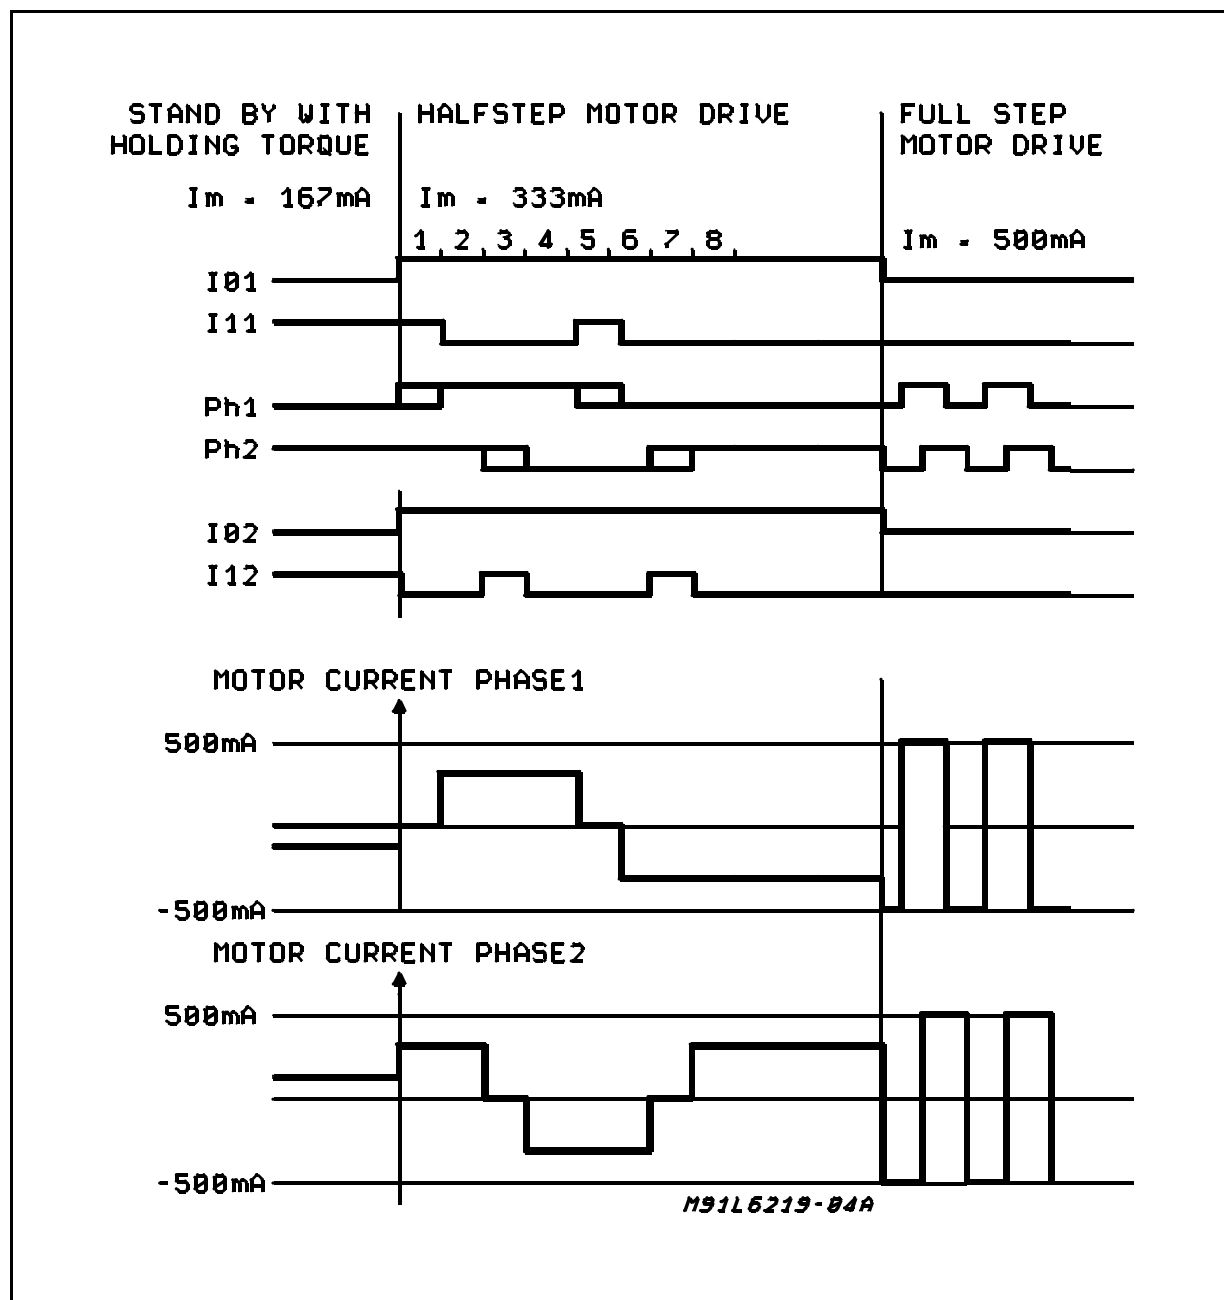 STAND BY WITH
HOLDING TORQUE
Im = 167mA
HALFSTEP MOTOR DRIVE
Im = 333mA
1 2 3 4 5 6 7 8
FULL STEP
MOTOR DRIVE
Im = 500mA
I01
I11
Ph1
Ph2
I02
I12
MOTOR CURRENT PHASE1
500mA
-500mA
MOTOR CURRENT PHASE2
500mA
-500mA
M91L6219-04A